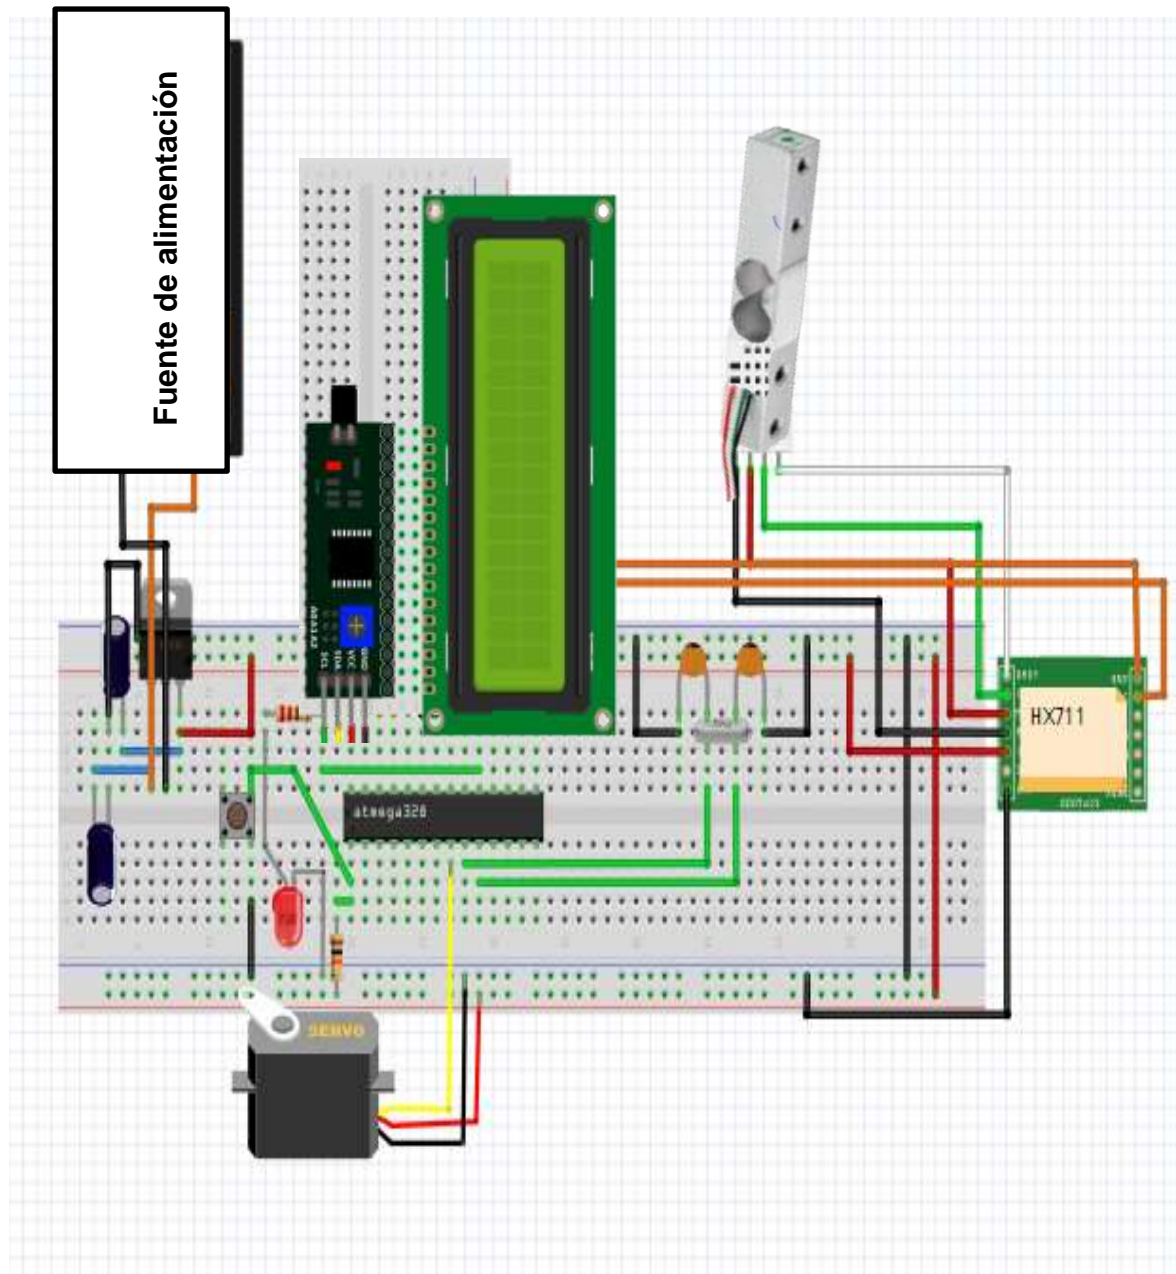 Fuente de alimentación
SCL
SDA
VCC
GND
HX711
atmega328
SERVO